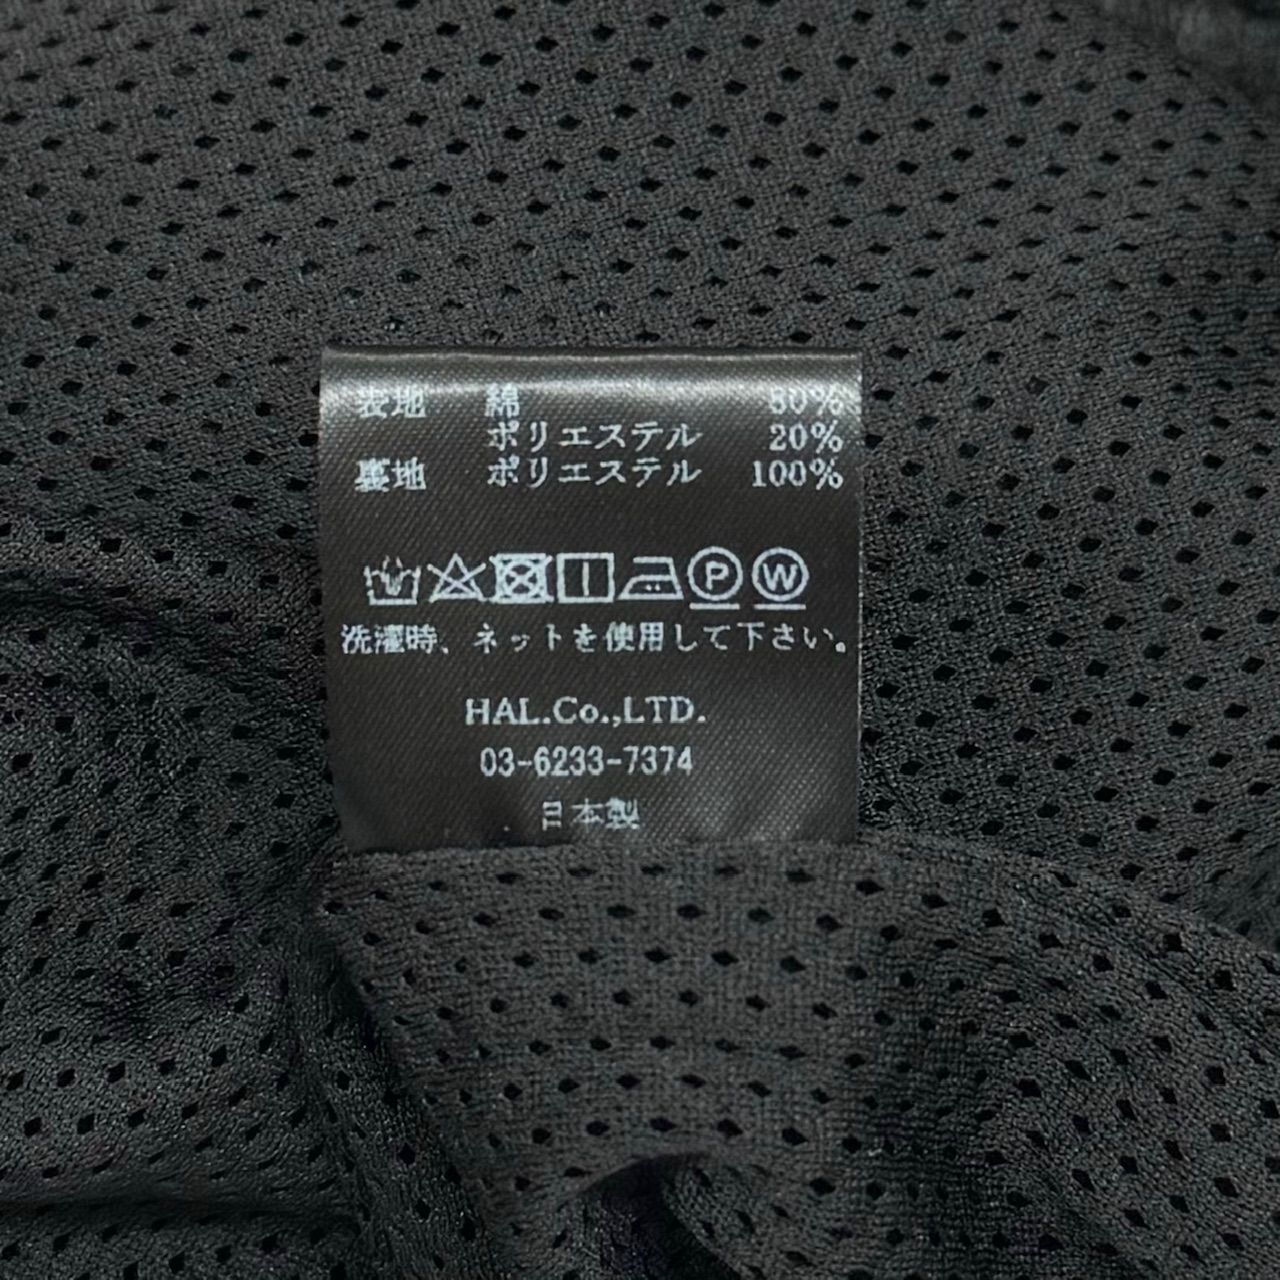 表地 綿 80%
ポリエステル 20%
裏地 ポリエステル 100%
P W
洗濯時、ネットを使用して下さい。
HAL.Co.,LTD.
03-6233-7374
日本製